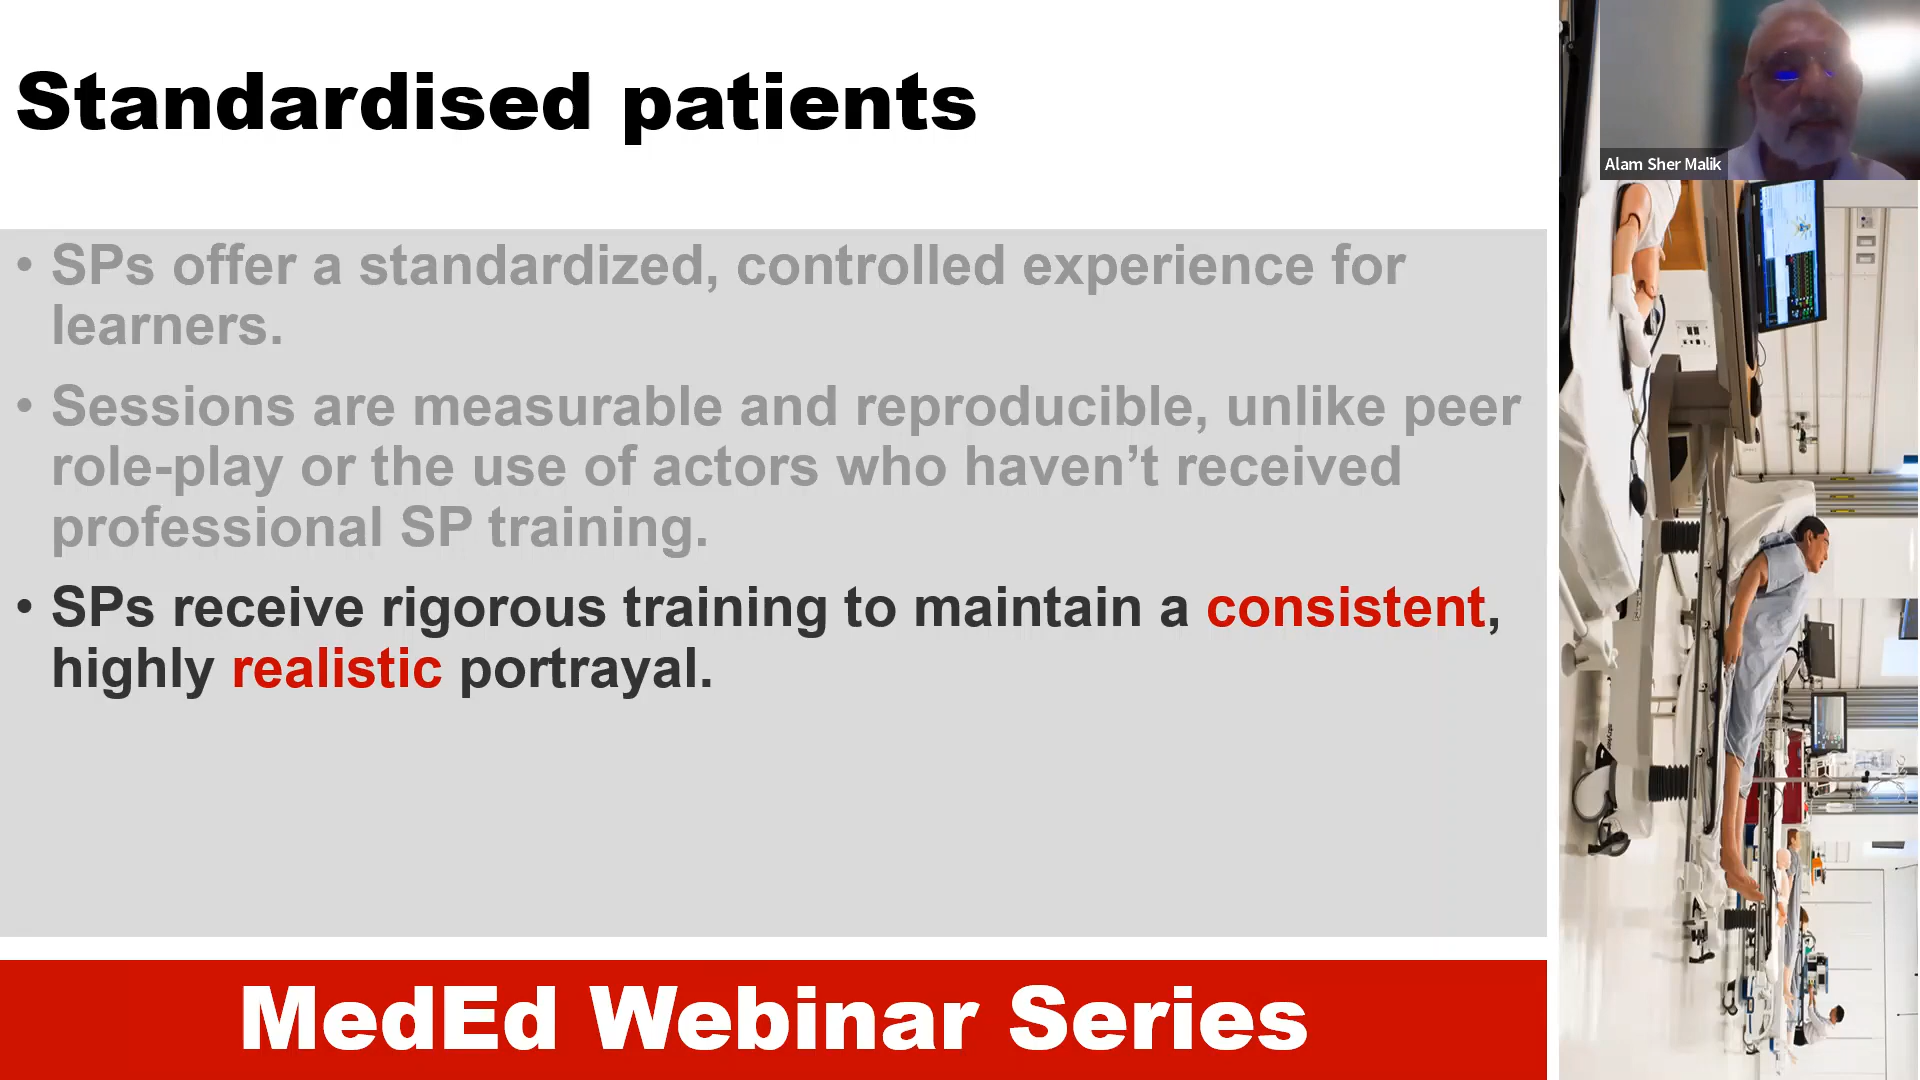 Standardised patients
• SPs offer a standardized, controlled experience for
learners.
• Sessions are measurable and reproducible, unlike peer
role-play or the use of actors who haven’t received
professional SP training.
• SPs receive rigorous training to maintain a consistent,
highly realistic portrayal.
MedEd Webinar Series
Alam Sher Malik